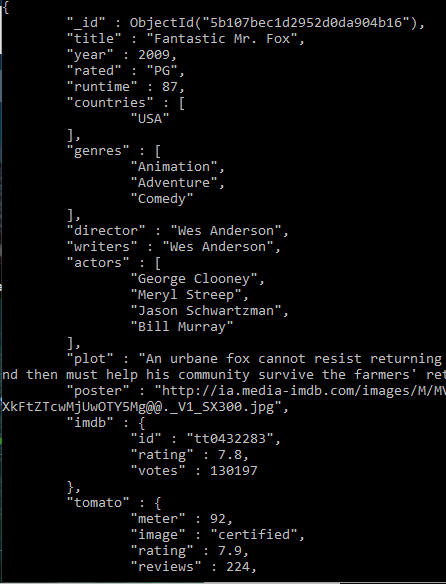 {
"_id" : ObjectId("5b107bec1d2952d0da904b16"),
"title" : "Fantastic Mr. Fox",
"year" : 2009,
"rated" : "PG",
"runtime" : 87,
"countries" : [
"USA"
],
"genres" : [
"Animation",
"Adventure",
"Comedy"
],
"director" : "Wes Anderson",
"writers" : "Wes Anderson",
"actors" : [
"George Clooney",
"Meryl Streep",
"Jason Schwartzman",
"Bill Murray"
],
"plot" : "An urbane fox cannot resist returning
nd then must help his community survive the farmers' ret
"poster" : "http://ia.media-imdb.com/images/M/MV
XkFtZTcwMjUwOTY5Mg@@._V1_SX300.jpg",
"imdb" : {
"id" : "tt0432283",
"rating" : 7.8,
"votes" : 130197
},
"tomato" : {
"meter" : 92,
"image" : "certified",
"rating" : 7.9,
"reviews" : 224,